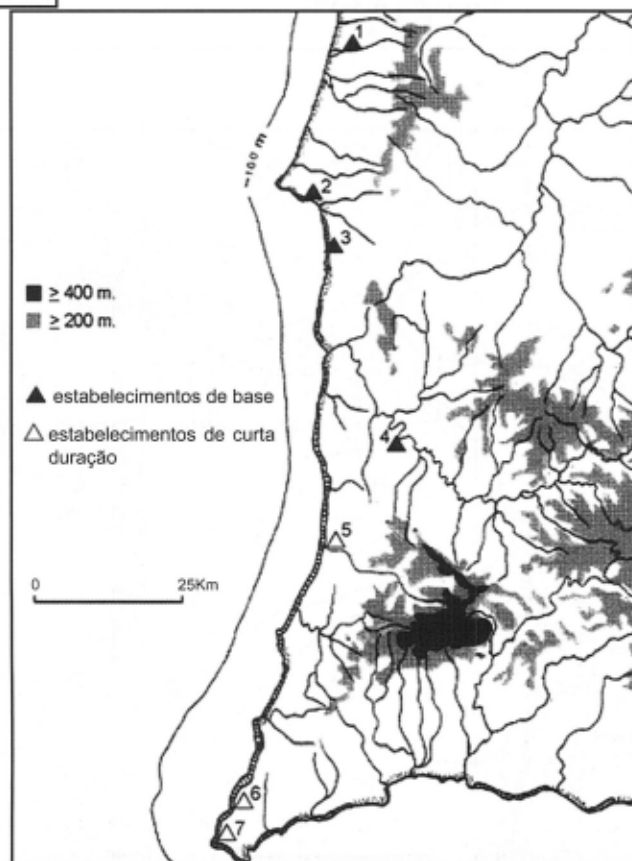 1
—100 m
2
3
≥ 400 m.
≥ 200 m.
estabelecimentos de base
estabelecimentos de curta
duração
4
5
0 25Km
6
7